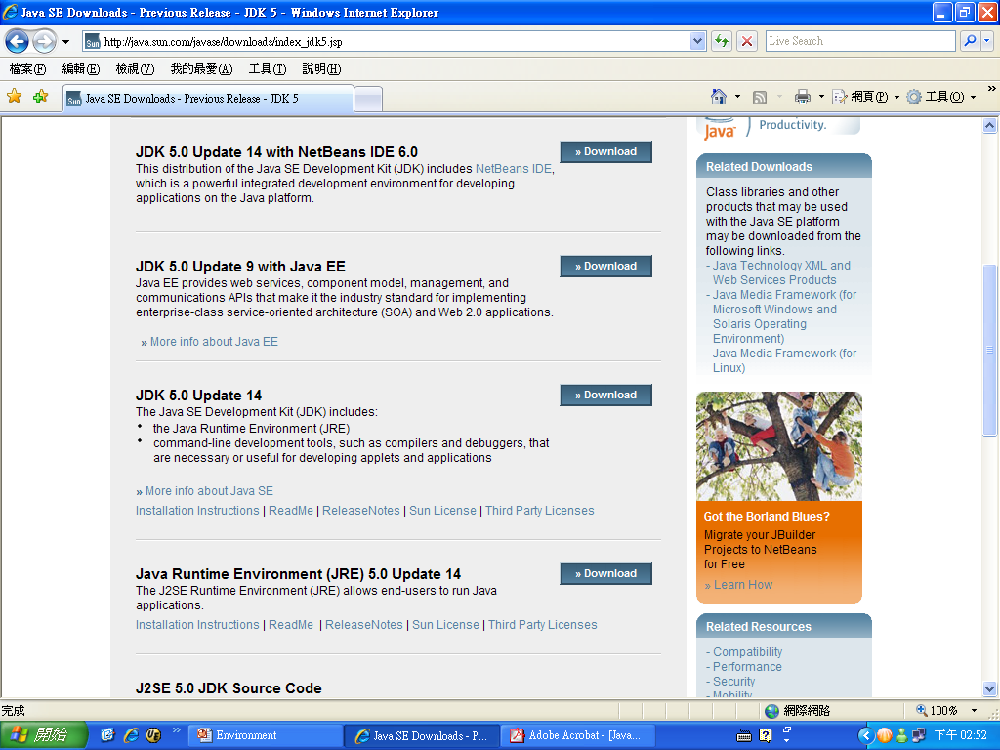 Java SE Downloads - Previous Release - JDK 5 - Windows Internet Explorer
http://java.sun.com/javase/downloads/index_jdk5.jsp
Live Search
檔案(F) 編輯(E) 檢視(V) 我的最愛(A) 工具(T) 說明(H)
Sun Java SE Downloads - Previous Release - JDK 5
網頁(P) 工具(O)
JDK 5.0 Update 14 with NetBeans IDE 6.0
» Download
This distribution of the Java SE Development Kit (JDK) includes NetBeans IDE,
which is a powerful integrated development environment for developing
applications on the Java platform.
JDK 5.0 Update 9 with Java EE
» Download
Java EE provides web services, component model, management, and
communications APIs that make it the industry standard for implementing
enterprise-class service-oriented architecture (SOA) and Web 2.0 applications.
» More info about Java EE
JDK 5.0 Update 14
» Download
The Java SE Development Kit (JDK) includes:
• the Java Runtime Environment (JRE)
• command-line development tools, such as compilers and debuggers, that
are necessary or useful for developing applets and applications
» More info about Java SE
Installation Instructions | ReadMe | ReleaseNotes | Sun License | Third Party Licenses
Java Runtime Environment (JRE) 5.0 Update 14
» Download
The J2SE Runtime Environment (JRE) allows end-users to run Java
applications.
Installation Instructions | ReadMe | ReleaseNotes | Sun License | Third Party Licenses
J2SE 5.0 JDK Source Code
Java Productivity.
Related Downloads
Class libraries and other
products that may be used
with the Java SE platform
may be downloaded from the
following links.
- Java Technology XML and
Web Services Products
- Java Media Framework (for
Microsoft Windows and
Solaris Operating
Environment)
- Java Media Framework (for
Linux)
Got the Borland Blues?
Migrate your JBuilder
Projects to NetBeans
for Free
» Learn How
Related Resources
- Compatibility
- Performance
- Security
- Mobility
完成
網際網路
100%
開始
Environment
Java SE Downloads - P...
Adobe Acrobat - [Java...
下午 02:52